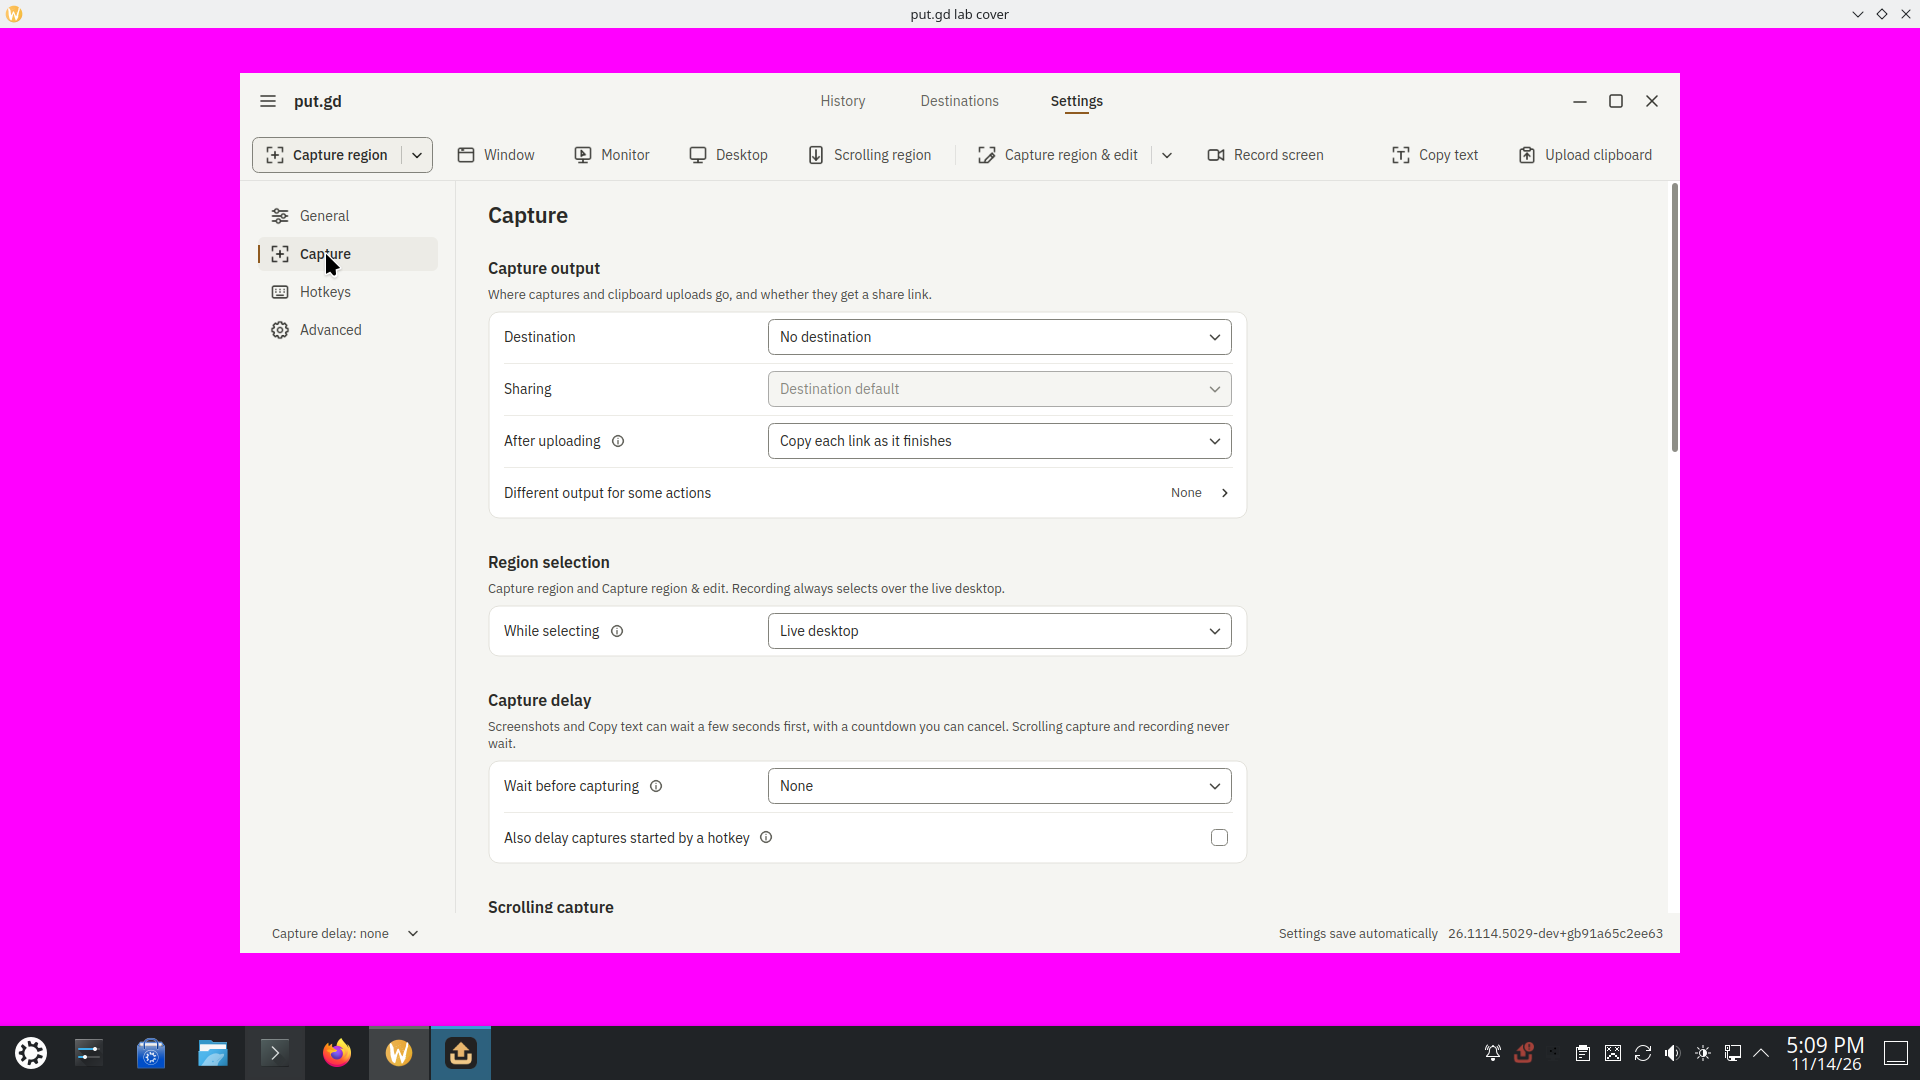 put.gd lab cover
put.gd
History
Destinations
Settings
Capture region
Window
Monitor
Desktop
Scrolling region
Capture region & edit
Record screen
Copy text
Upload clipboard
General
Capture
Hotkeys
Advanced
Capture
Capture output
Where captures and clipboard uploads go, and whether they get a share link.
Destination
No destination
Sharing
Destination default
After uploading
Copy each link as it finishes
Different output for some actions
None
Region selection
Capture region and Capture region & edit. Recording always selects over the live desktop.
While selecting
Live desktop
Capture delay
Screenshots and Copy text can wait a few seconds first, with a countdown you can cancel. Scrolling capture and recording never
wait.
Wait before capturing
None
Also delay captures started by a hotkey
Scrolling capture
Capture delay: none
Settings save automatically
26.1114.5029-dev+gb91a65c2ee63
5:09 PM
11/14/26